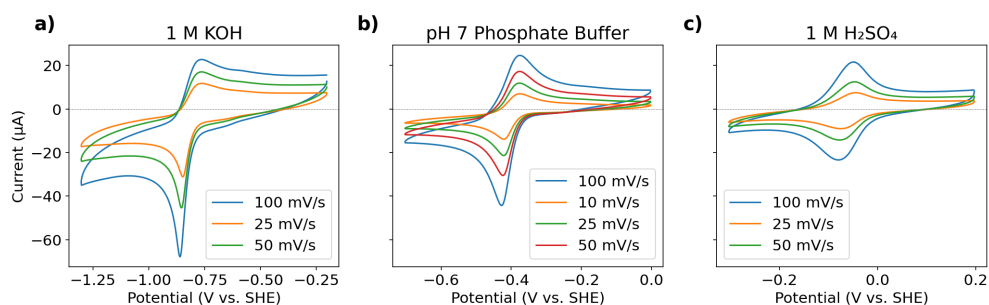 a) 1 M KOH
Current (µA)
20
0
−20
−40
−60
100 mV/s
25 mV/s
50 mV/s
−1.25 −1.00 −0.75 −0.50 −0.25
Potential (V vs. SHE)
b) pH 7 Phosphate Buffer
100 mV/s
10 mV/s
25 mV/s
50 mV/s
−0.6 −0.4 −0.2 0.0
Potential (V vs. SHE)
c) 1 M H₂SO₄
100 mV/s
25 mV/s
50 mV/s
−0.2 0.0 0.2
Potential (V vs. SHE)